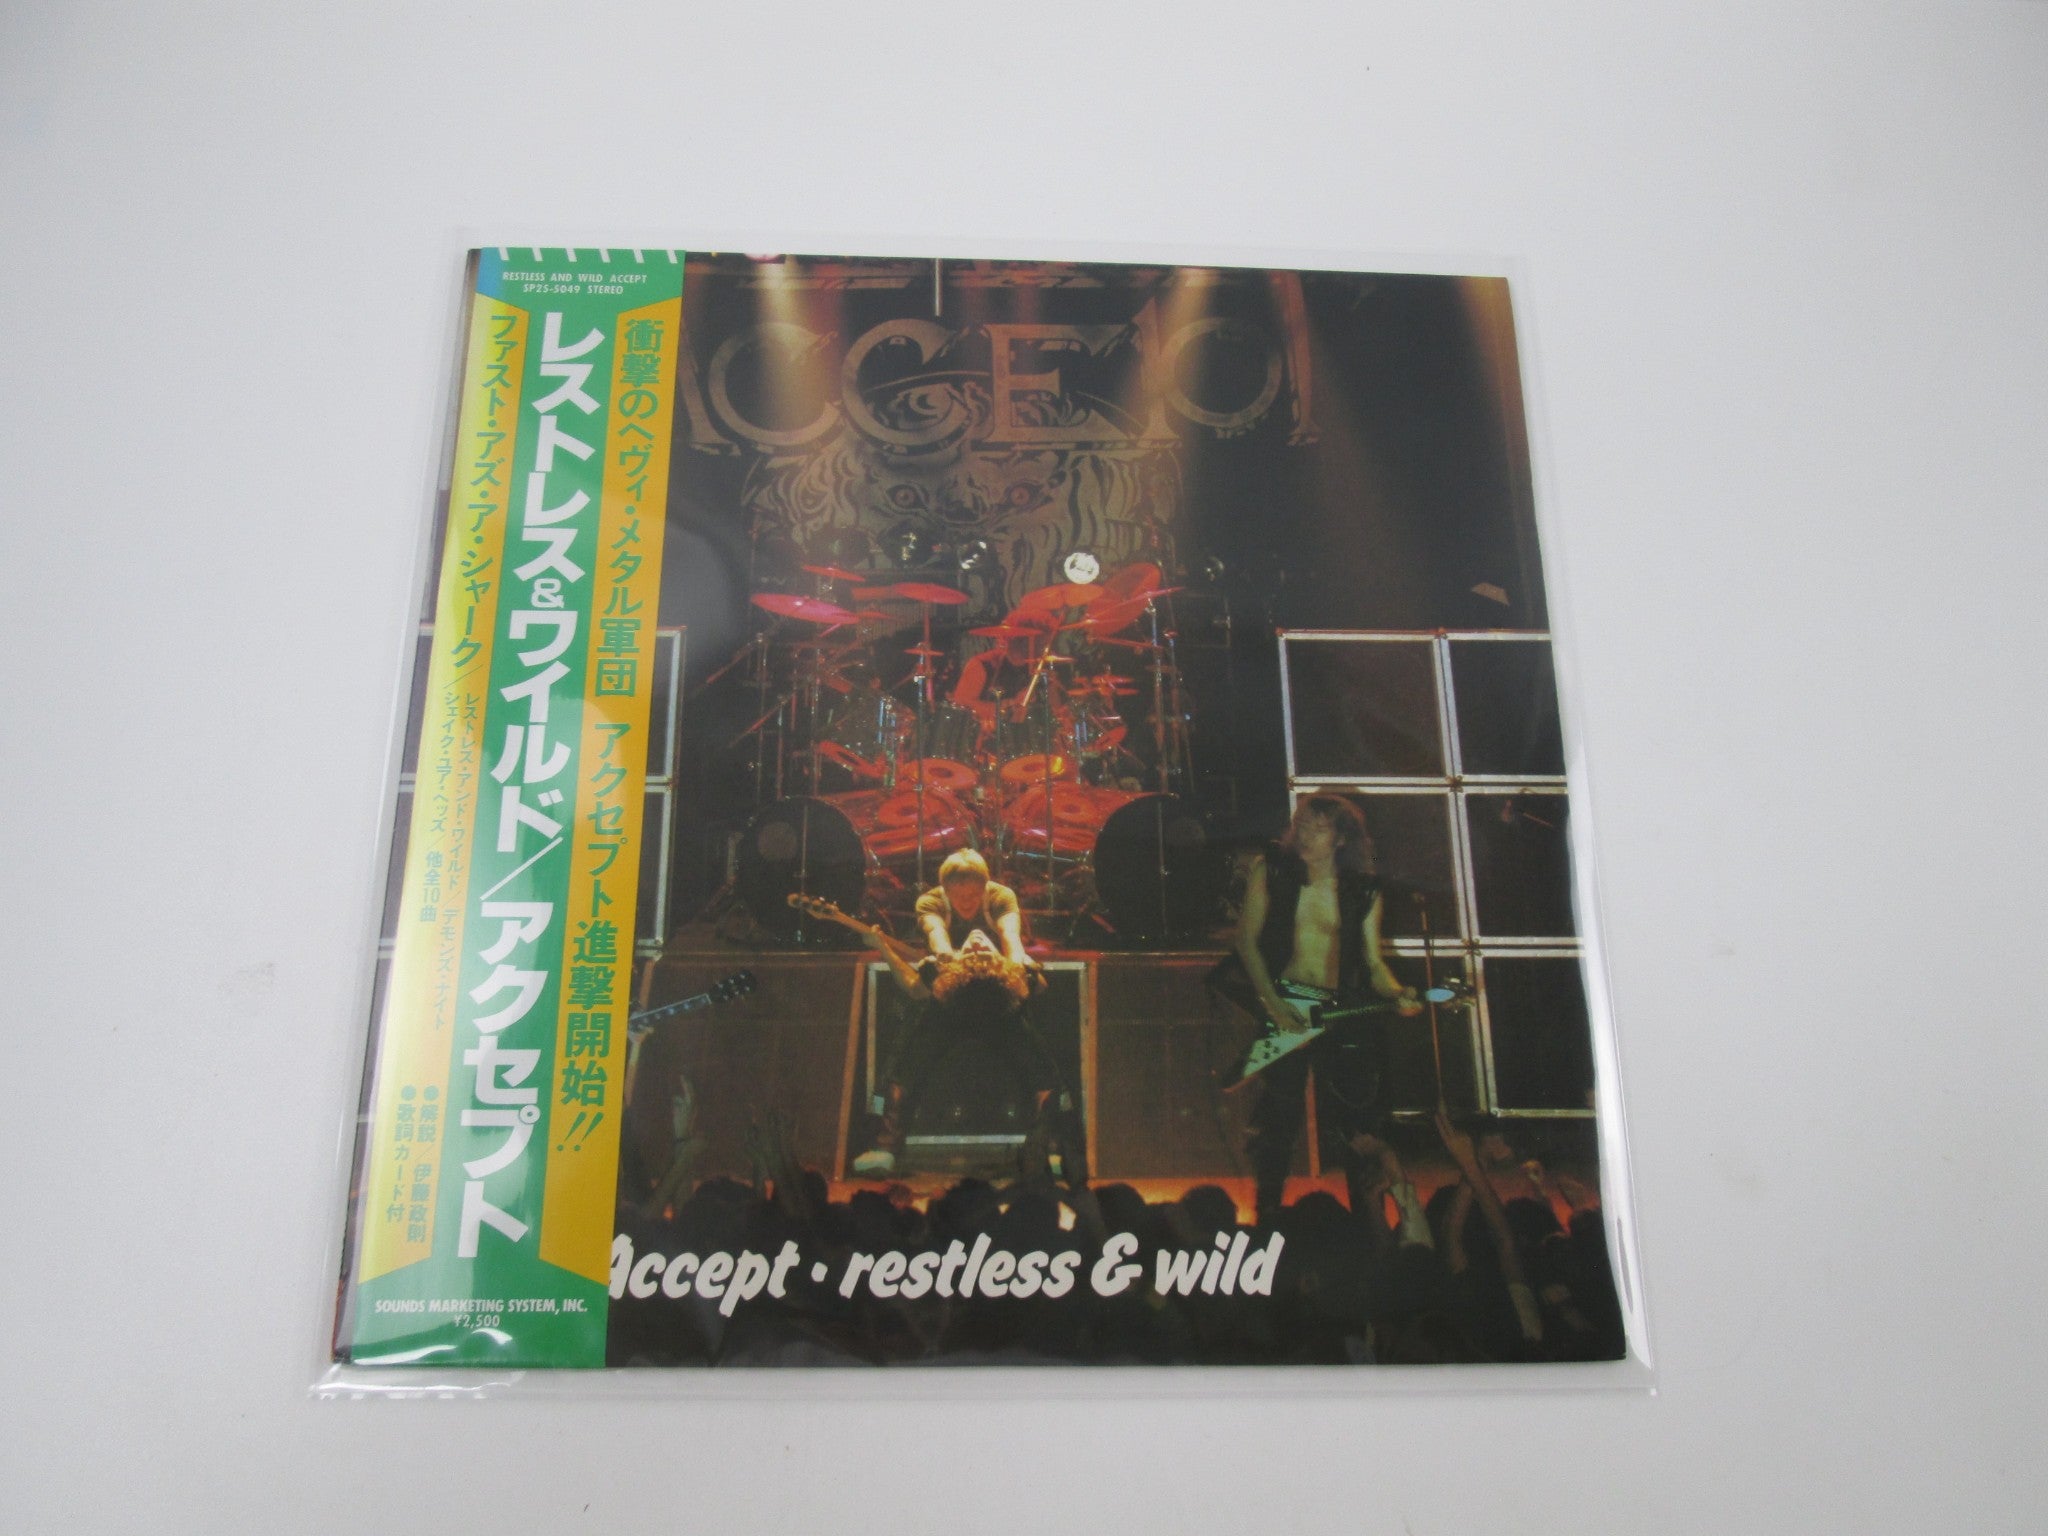 RESTLESS AND WILD ACCEPT
SP25-5049 STEREO
衝撃のヘヴィ・メタル軍団 アクセプト進撃開始!!
レストレス&ワイルド/アクセプト
ファスト・アズ・ア・シャーク/
レストレス・アンド・ワイルド/デモンズ・ナイト
シェイク・ユア・ヘッズ/他全10曲
●解説/伊藤政則
●歌詞カード付
SOUNDS MARKETING SYSTEM, INC.
¥2,500
ACCEPT
Accept · restless & wild